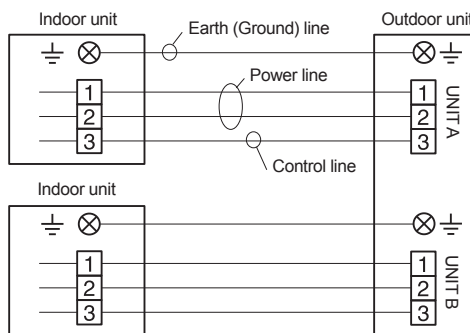 Indoor unit
Outdoor unit
Earth (Ground) line
Power line
1
1
2
2
3
3
UNIT A
Control line
Indoor unit
1
1
2
2
3
3
UNIT B